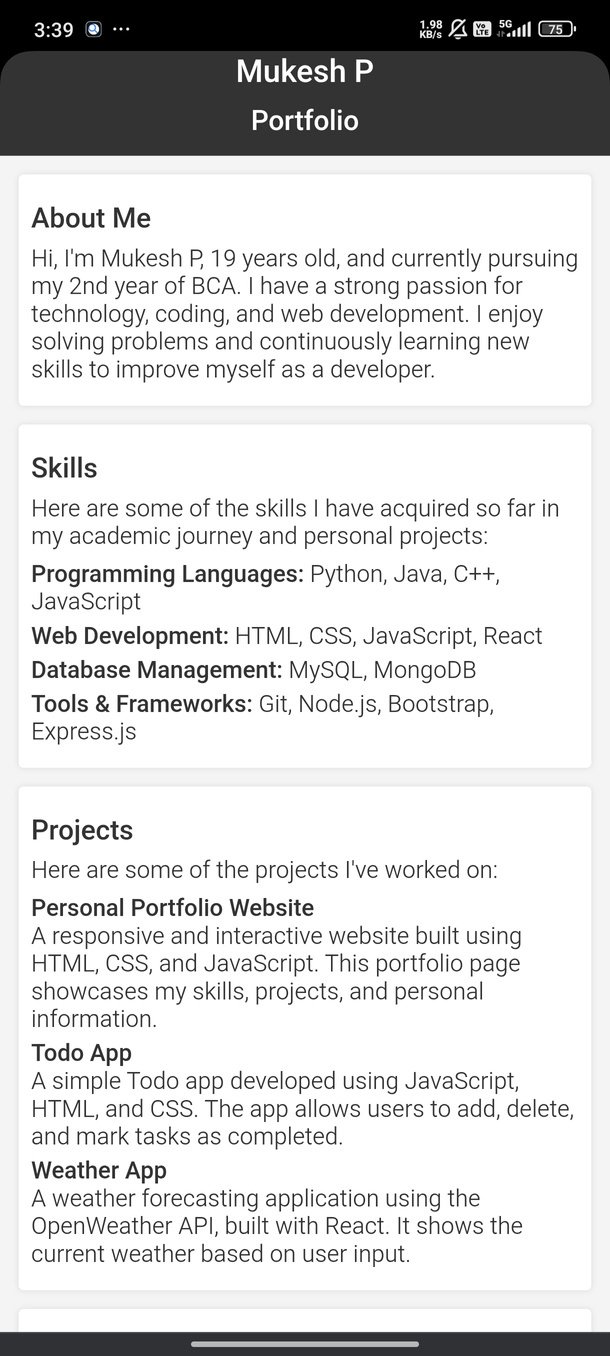 3:39
1.98
KB/s
Vo
LTE
5G
75
Mukesh P
Portfolio
About Me
Hi, I'm Mukesh P, 19 years old, and currently pursuing
my 2nd year of BCA. I have a strong passion for
technology, coding, and web development. I enjoy
solving problems and continuously learning new
skills to improve myself as a developer.
Skills
Here are some of the skills I have acquired so far in
my academic journey and personal projects:
Programming Languages: Python, Java, C++,
JavaScript
Web Development: HTML, CSS, JavaScript, React
Database Management: MySQL, MongoDB
Tools & Frameworks: Git, Node.js, Bootstrap,
Express.js
Projects
Here are some of the projects I've worked on:
Personal Portfolio Website
A responsive and interactive website built using
HTML, CSS, and JavaScript. This portfolio page
showcases my skills, projects, and personal
information.
Todo App
A simple Todo app developed using JavaScript,
HTML, and CSS. The app allows users to add, delete,
and mark tasks as completed.
Weather App
A weather forecasting application using the
OpenWeather API, built with React. It shows the
current weather based on user input.